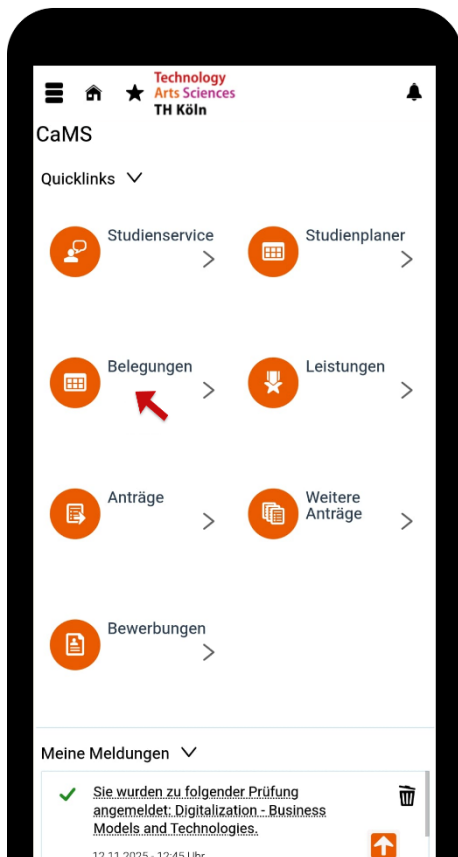 Technology
Arts Sciences
TH Köln
CaMS
Quicklinks
Studienservice
Studienplaner
Belegungen
Leistungen
Anträge
Weitere
Anträge
Bewerbungen
Meine Meldungen
Sie wurden zu folgender Prüfung
angemeldet: Digitalization - Business
Models and Technologies.
12.11.2025 - 12:45 Uhr